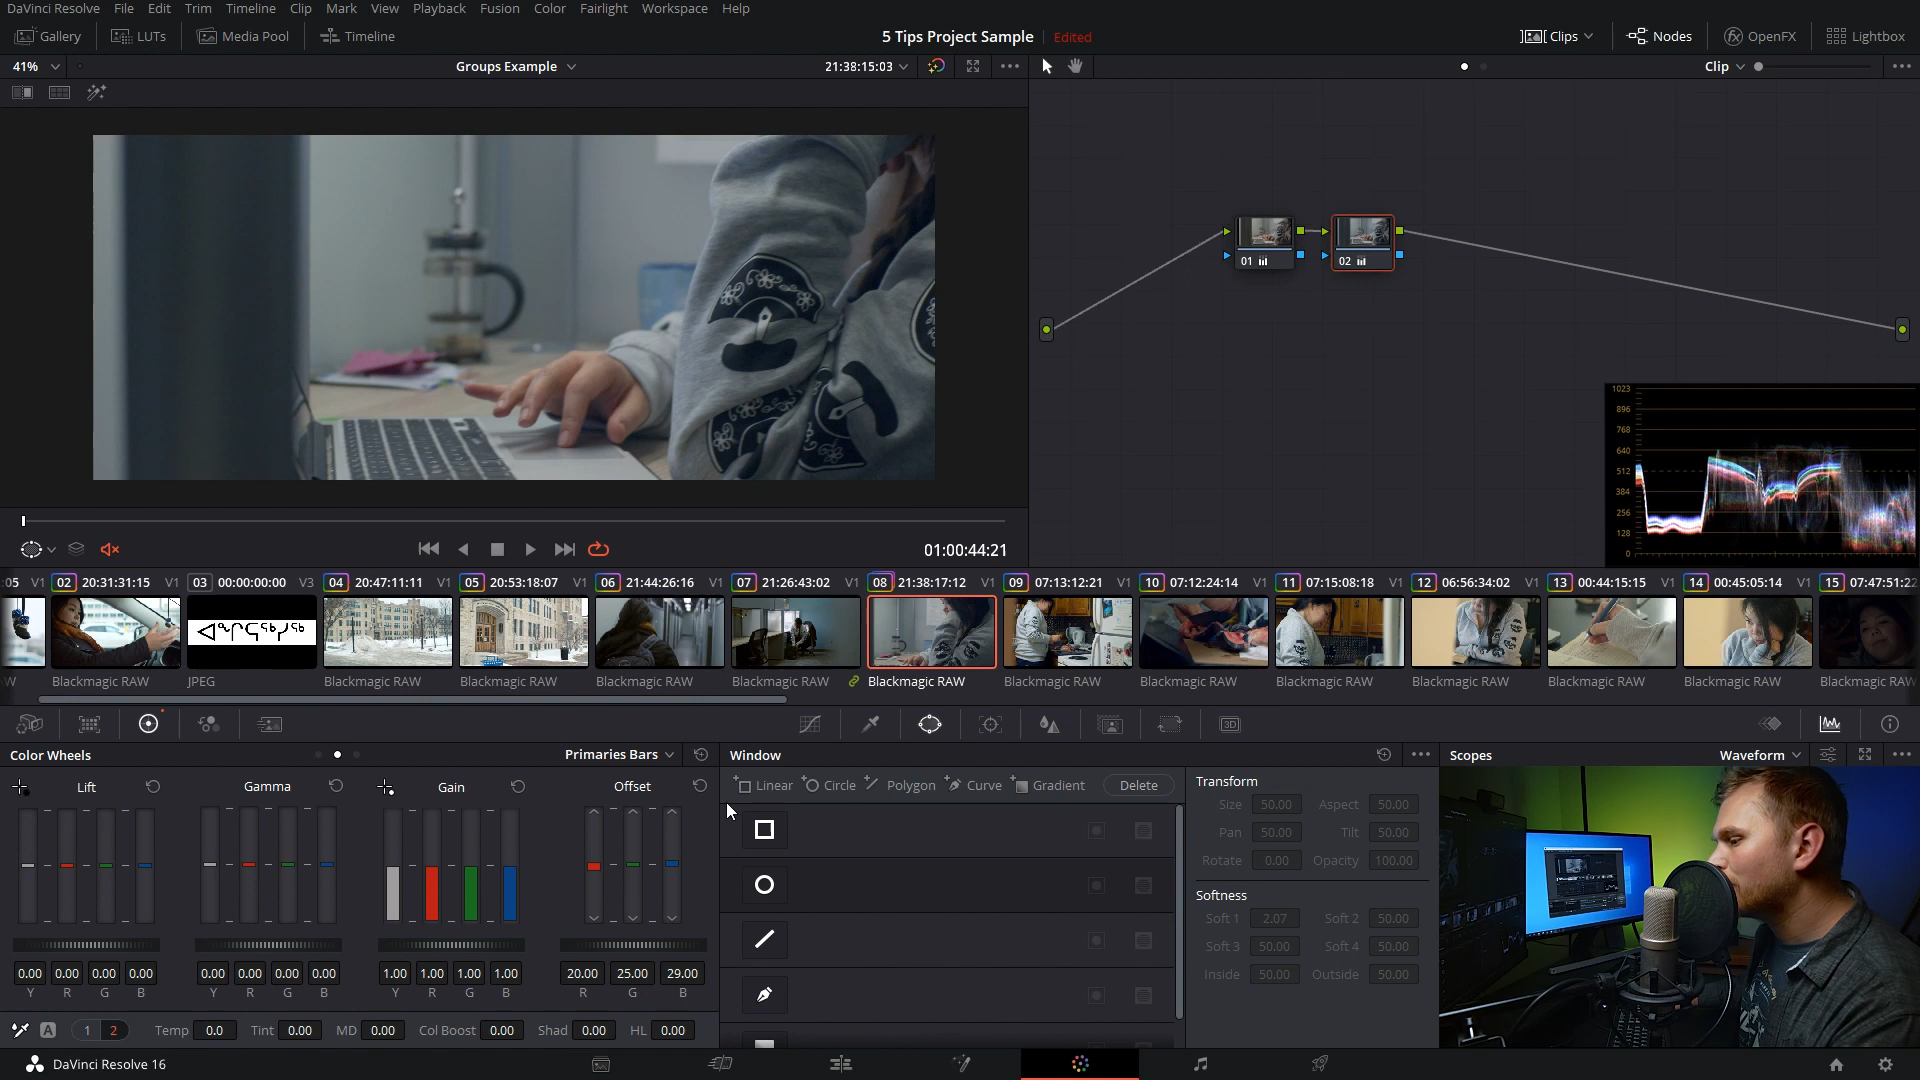 DaVinci Resolve File Edit Trim Timeline Clip Mark View Playback Fusion Color Fairlight Workspace Help
Gallery LUTs Media Pool Timeline 5 Tips Project Sample Edited Clips Nodes OpenFX Lightbox
41% Groups Example 21:38:15:03 Clip
01 02
1023
896
768
640
512
384
256
128
0
01:00:44:21
:05 V1 02 20:31:31:15 V1 03 00:00:00:00 V3 04 20:47:11:11 V1 05 20:53:18:07 V1 06 21:44:26:16 V1 07 21:26:43:02 V1 08 21:38:17:12 V1 09 07:13:12:21 V1 10 07:12:24:14 V1 11 07:15:08:18 V1 12 06:56:34:02 V1 13 00:44:15:15 V1 14 00:45:05:14 V1 15 07:47:51:22
ᐊᖏᕋᖅᓯᖅ
W Blackmagic RAW JPEG Blackmagic RAW Blackmagic RAW Blackmagic RAW Blackmagic RAW Blackmagic RAW Blackmagic RAW Blackmagic RAW Blackmagic RAW Blackmagic RAW Blackmagic RAW Blackmagic RAW Blackmagic RAW
3D
Color Wheels Primaries Bars Window Scopes Waveform
Lift Gamma Gain Offset Linear Circle Polygon Curve Gradient Delete Transform
Size 50.00 Aspect 50.00
Pan 50.00 Tilt 50.00
Rotate 0.00 Opacity 100.00
Softness
Soft 1 2.07 Soft 2 50.00
Soft 3 50.00 Soft 4 50.00
Inside 50.00 Outside 50.00
0.00 0.00 0.00 0.00 0.00 0.00 0.00 0.00 1.00 1.00 1.00 1.00 20.00 25.00 29.00
Y R G B Y R G B Y R G B R G B
A 1 2 Temp 0.0 Tint 0.00 MD 0.00 Col Boost 0.00 Shad 0.00 HL 0.00
DaVinci Resolve 16